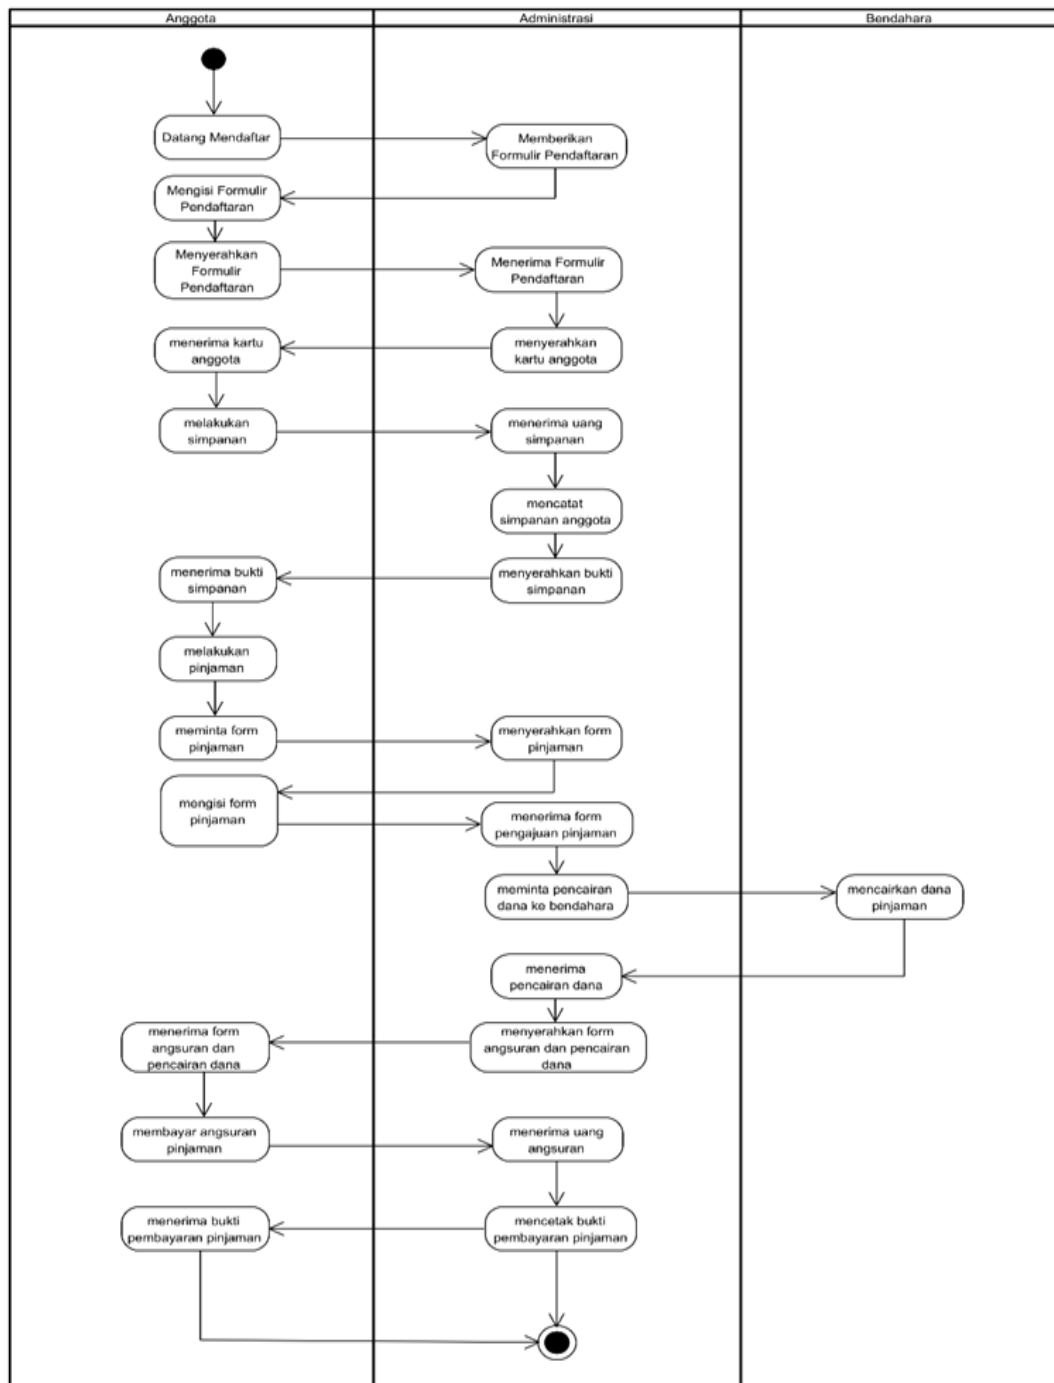 Anggota
Administrasi
Bendahara
Datang Mendaftar
Memberikan
Formulir Pendaftaran
Mengisi Formulir
Pendaftaran
Menyerahkan
Formulir
Pendaftaran
Menerima Formulir
Pendaftaran
menyerahkan
kartu anggota
menerima kartu
anggota
melakukan
simpanan
menerima uang
simpanan
mencatat
simpanan anggota
menyerahkan bukti
simpanan
menerima bukti
simpanan
melakukan
pinjaman
meminta form
pinjaman
menyerahkan form
pinjaman
mengisi form
pinjaman
menerima form
pengajuan pinjaman
meminta pencairan
dana ke bendahara
mencairkan dana
pinjaman
menerima
pencairan dana
menyerahkan form
angsuran dan pencairan
dana
menerima form
angsuran dan
pencairan dana
membayar angsuran
pinjaman
menerima uang
angsuran
mencetak bukti
pembayaran pinjaman
menerima bukti
pembayaran pinjaman